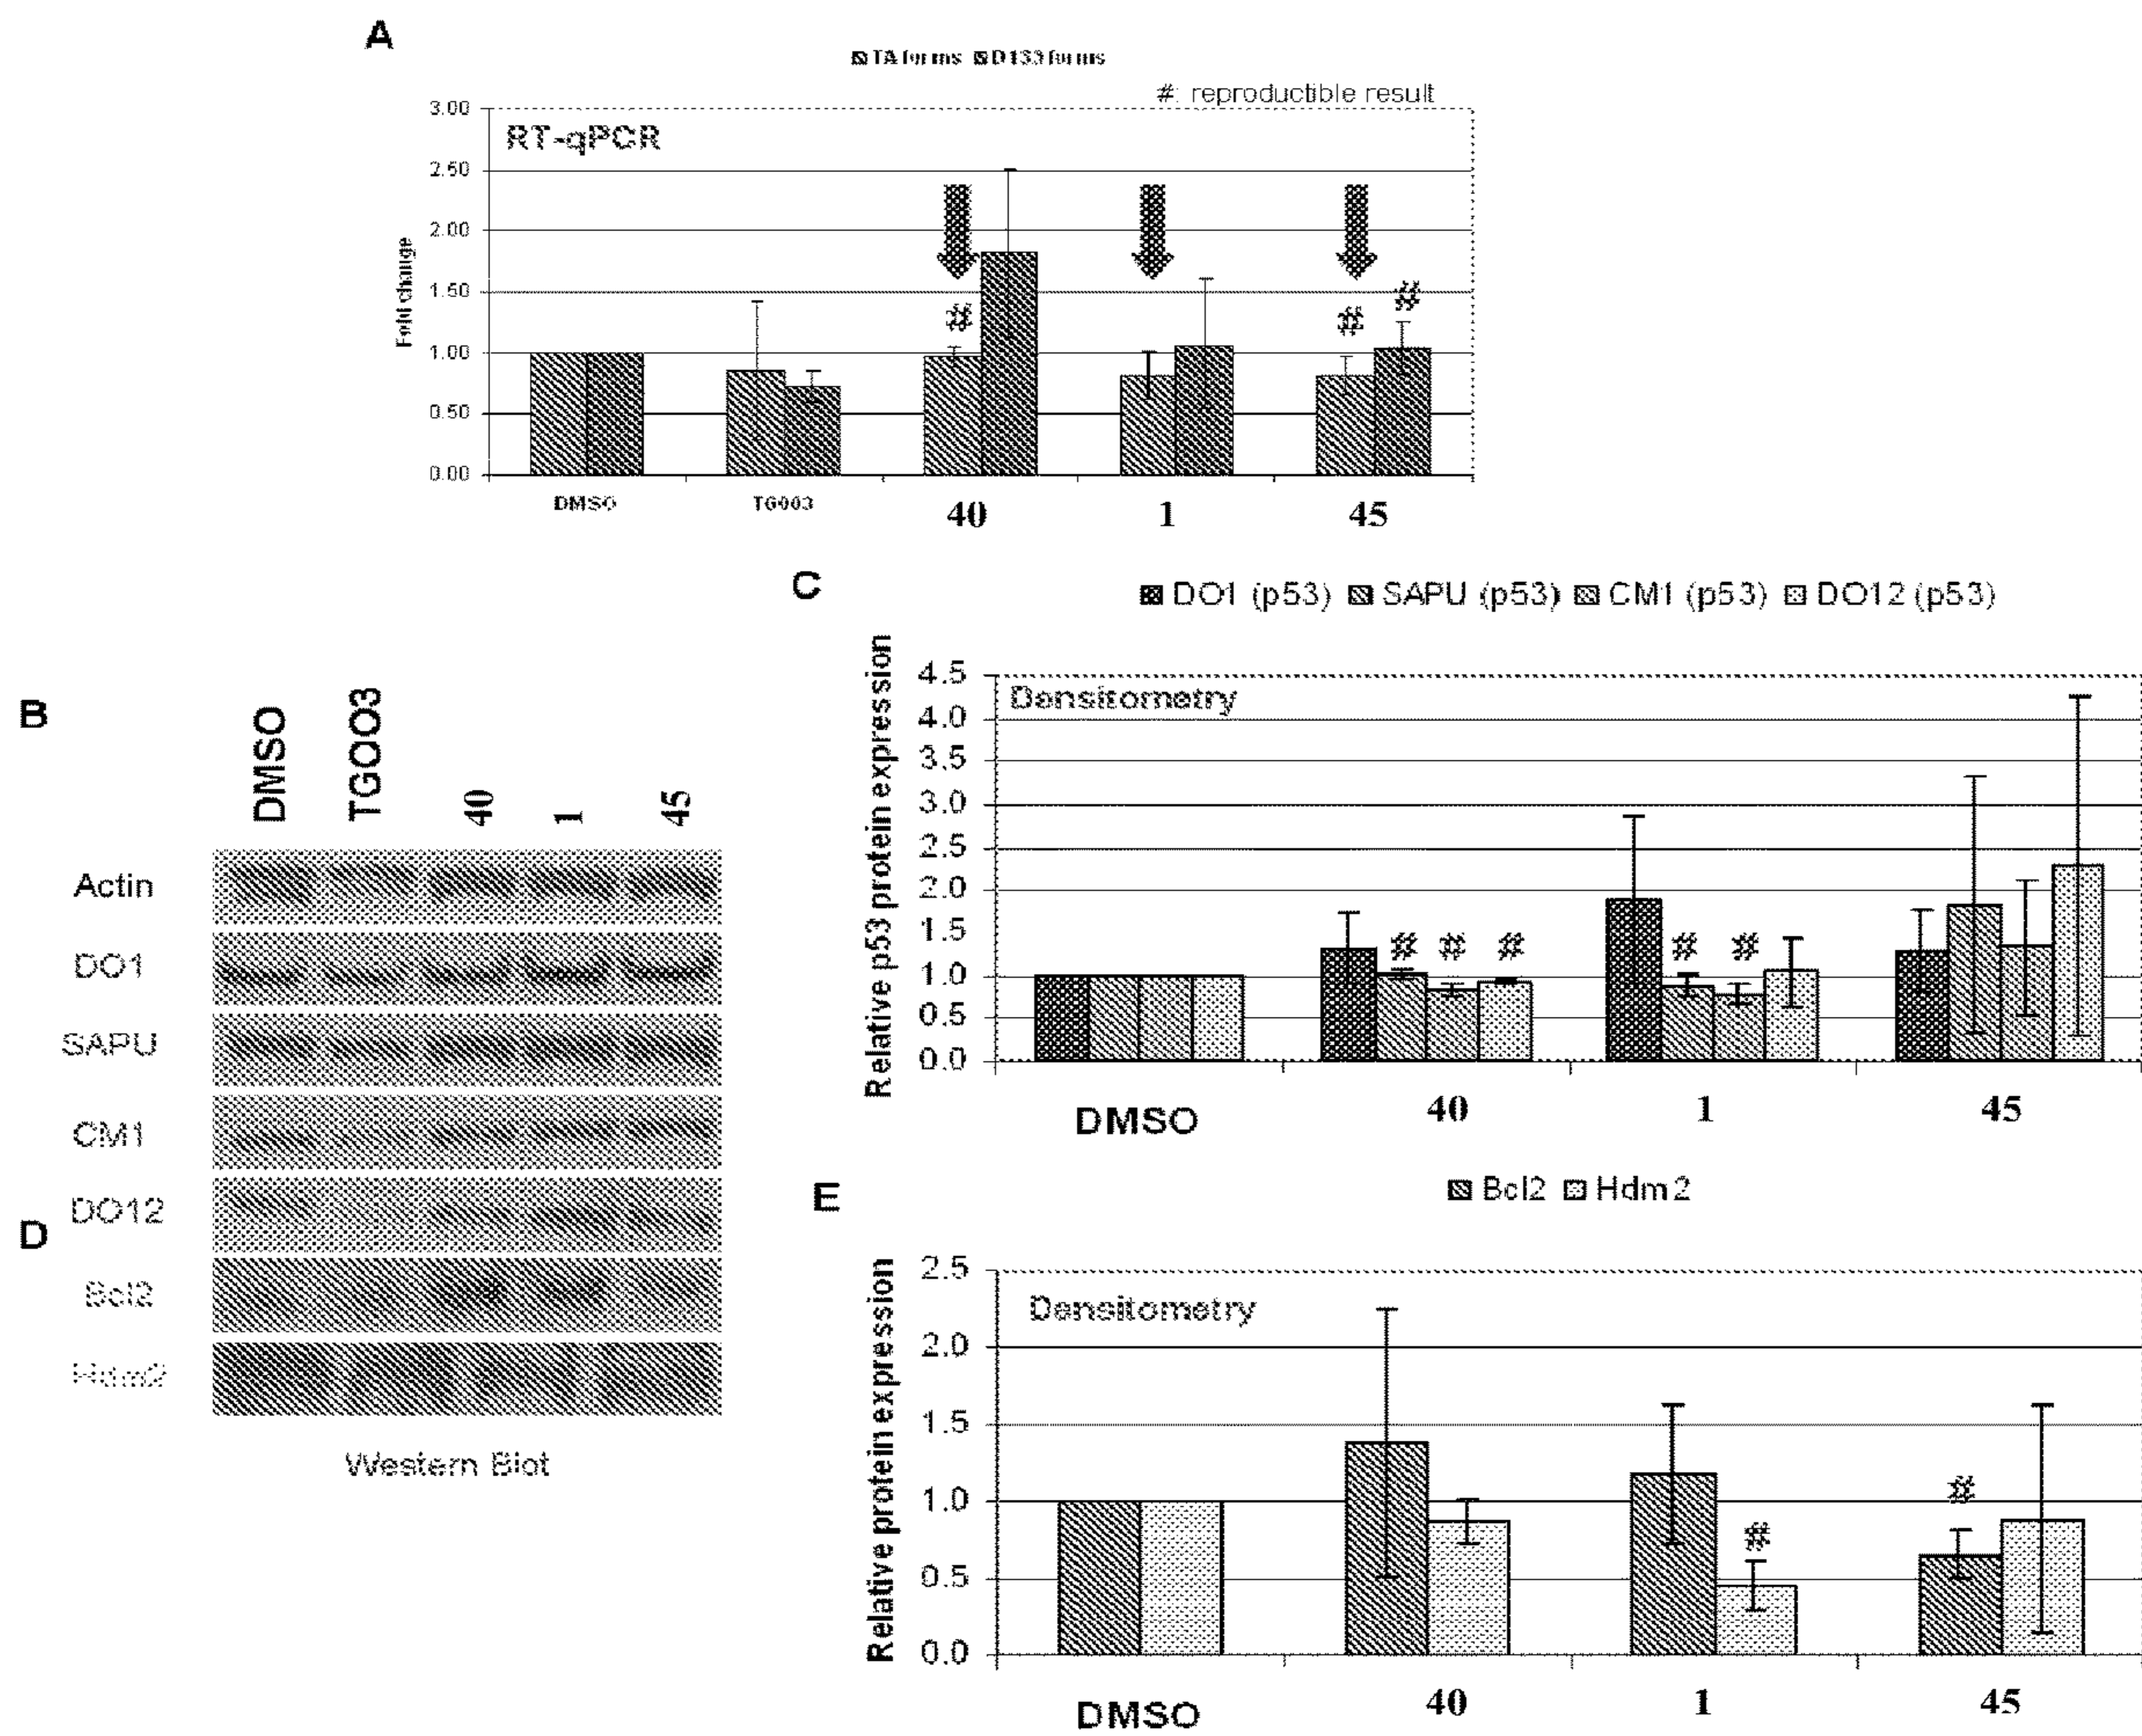 A
TA forms D133 forms
#: reproductible result
3.00
RT-qPCR
2.50
2.00
1.50
1.00
0.50
0.00
Fold change
# # #
DMSO TG003 40 1 45
C
DO1 (p53) SAPU (p53) CM1 (p53) DO12 (p53)
4.5
Densitometry
4.0
3.5
3.0
2.5
2.0
1.5
1.0
0.5
0.0
Relative p53 protein expression
# # # # #
DMSO 40 1 45
B
DMSO TGOO3 40 1 45
Actin
DO1
SAPU
CM1
DO12
D
Bcl2
Hdm2
Western Blot
E
Bcl2 Hdm2
2.5
Densitometry
2.0
1.5
1.0
0.5
0.0
Relative protein expression
# #
DMSO 40 1 45